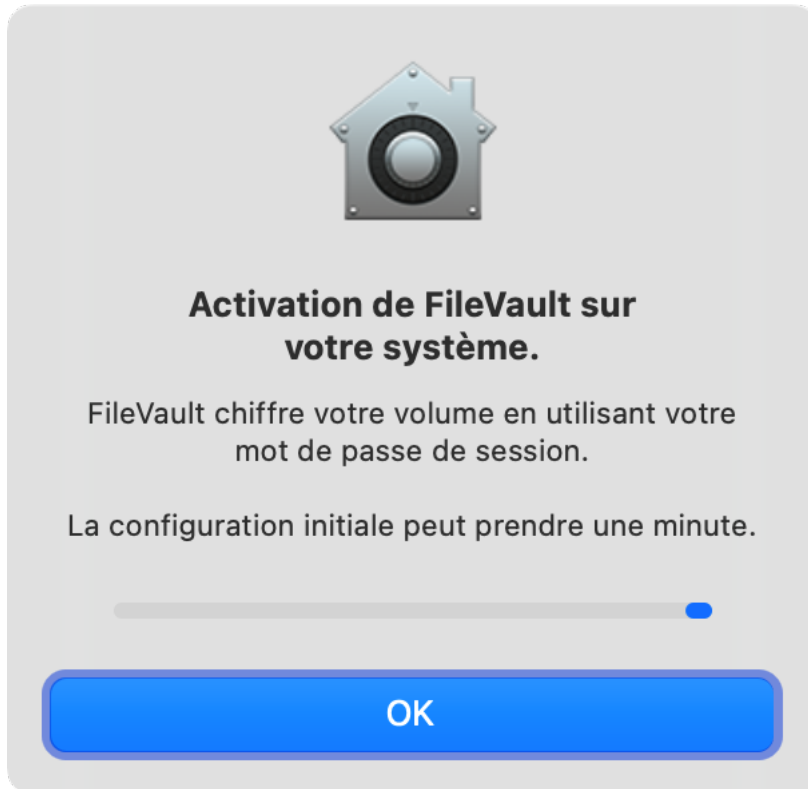 Activation de FileVault sur
votre système.
FileVault chiffre votre volume en utilisant votre
mot de passe de session.
La configuration initiale peut prendre une minute.
OK